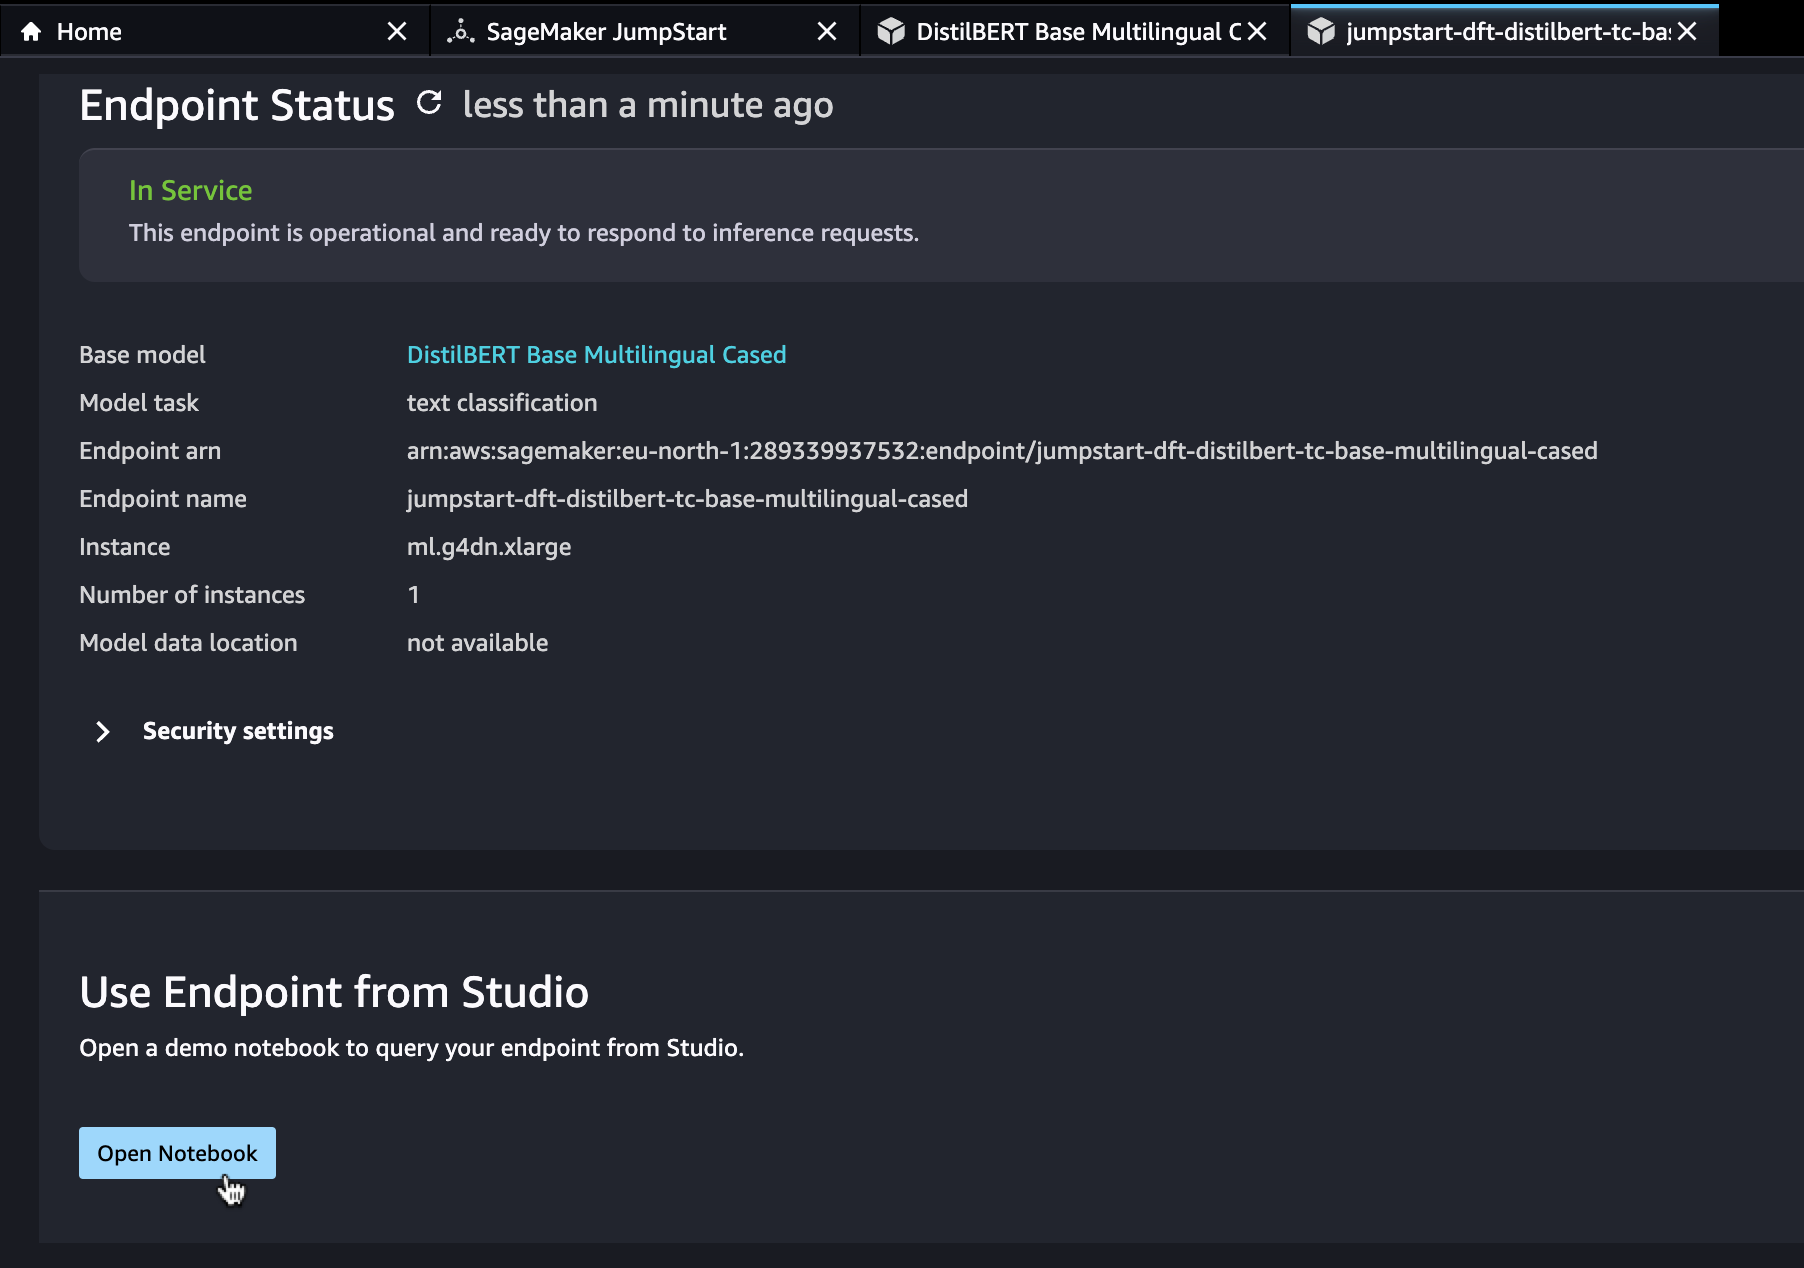 Home
SageMaker JumpStart
DistilBERT Base Multilingual C
jumpstart-dft-distilbert-tc-bas
Endpoint Status less than a minute ago
In Service
This endpoint is operational and ready to respond to inference requests.
Base model DistilBERT Base Multilingual Cased
Model task text classification
Endpoint arn arn:aws:sagemaker:eu-north-1:289339937532:endpoint/jumpstart-dft-distilbert-tc-base-multilingual-cased
Endpoint name jumpstart-dft-distilbert-tc-base-multilingual-cased
Instance ml.g4dn.xlarge
Number of instances 1
Model data location not available
Security settings
Use Endpoint from Studio
Open a demo notebook to query your endpoint from Studio.
Open Notebook